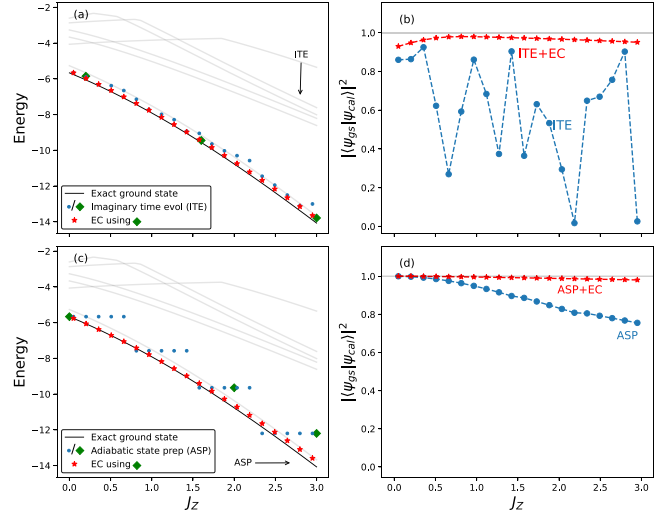 (a)
−2
−4
−6
−8
−10
−12
−14
Energy
ITE
Exact ground state
Imaginary time evol (ITE)
EC using
(b)
1.0
0.8
0.6
0.4
0.2
0.0
|⟨ψgs|ψcal⟩|²
ITE+EC
ITE
(c)
−2
−4
−6
−8
−10
−12
−14
Energy
Exact ground state
Adiabatic state prep (ASP)
EC using
ASP
0.0 0.5 1.0 1.5 2.0 2.5 3.0
JZ
(d)
1.0
0.8
0.6
0.4
0.2
0.0
|⟨ψgs|ψcal⟩|²
ASP+EC
ASP
0.0 0.5 1.0 1.5 2.0 2.5 3.0
JZ